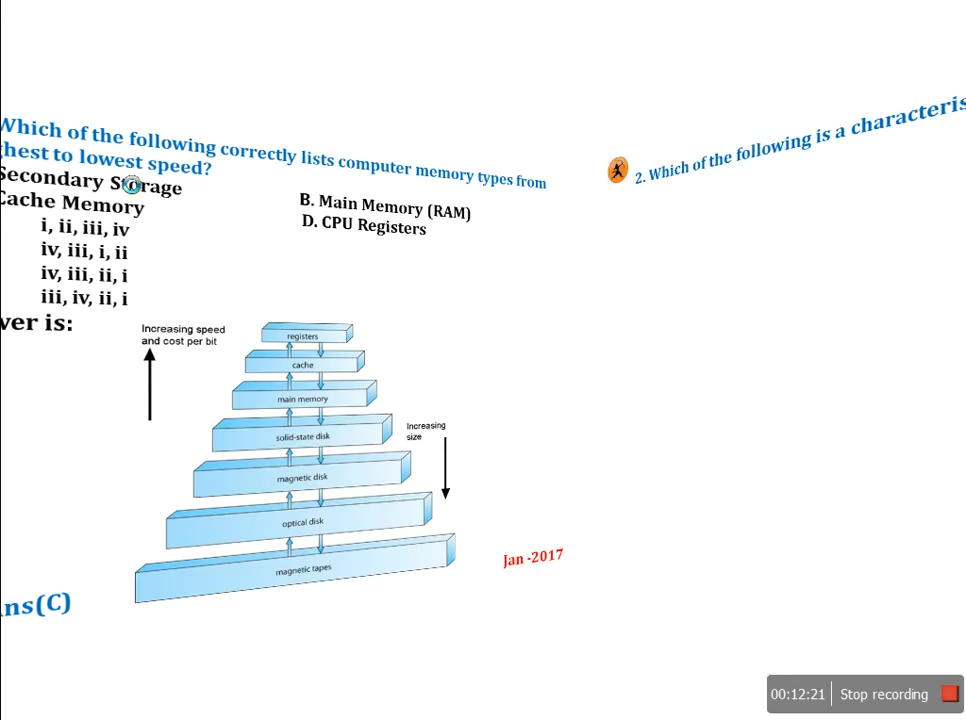 Which of the following correctly lists computer memory types from
ghest to lowest speed?
Secondary Storage
B. Main Memory (RAM)
Cache Memory
D. CPU Registers
i, ii, iii, iv
iv, iii, i, ii
iv, iii, ii, i
iii, iv, ii, i
ver is:
Increasing speed
and cost per bit
registers
cache
main memory
solid-state disk
Increasing
size
magnetic disk
optical disk
magnetic tapes
Jan -2017
ns(C)
2. Which of the following is a characteris
00:12:21 Stop recording